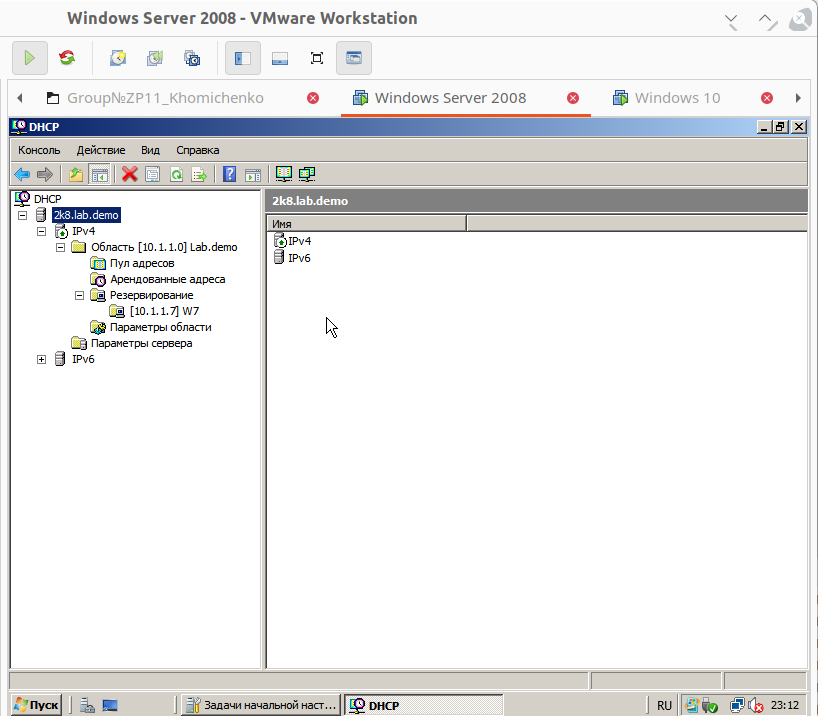 Windows Server 2008 - VMware Workstation
Group№ZP11_Khomichenko
Windows Server 2008
Windows 10
DHCP
Консоль Действие Вид Справка
DHCP
2k8.lab.demo
IPv4
Область [10.1.1.0] Lab.demo
Пул адресов
Арендованные адреса
Резервирование
[10.1.1.7] W7
Параметры области
Параметры сервера
IPv6
2k8.lab.demo
Имя
IPv4
IPv6
Пуск
Задачи начальной наст...
DHCP
RU
23:12